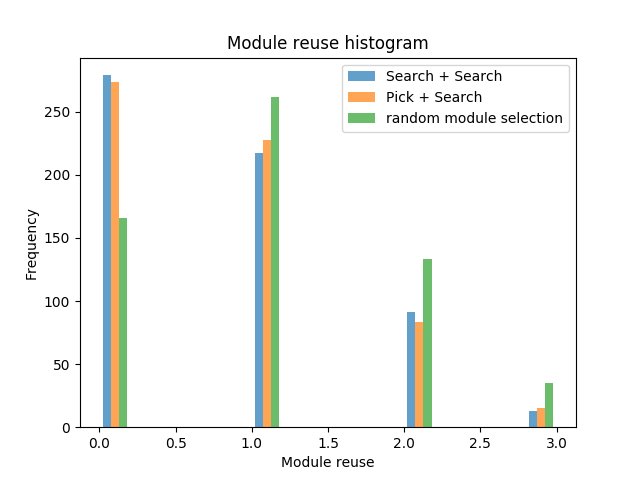 Module reuse histogram
Search + Search
Pick + Search
random module selection
Frequency
250
200
150
100
50
0
0.0 0.5 1.0 1.5 2.0 2.5 3.0
Module reuse